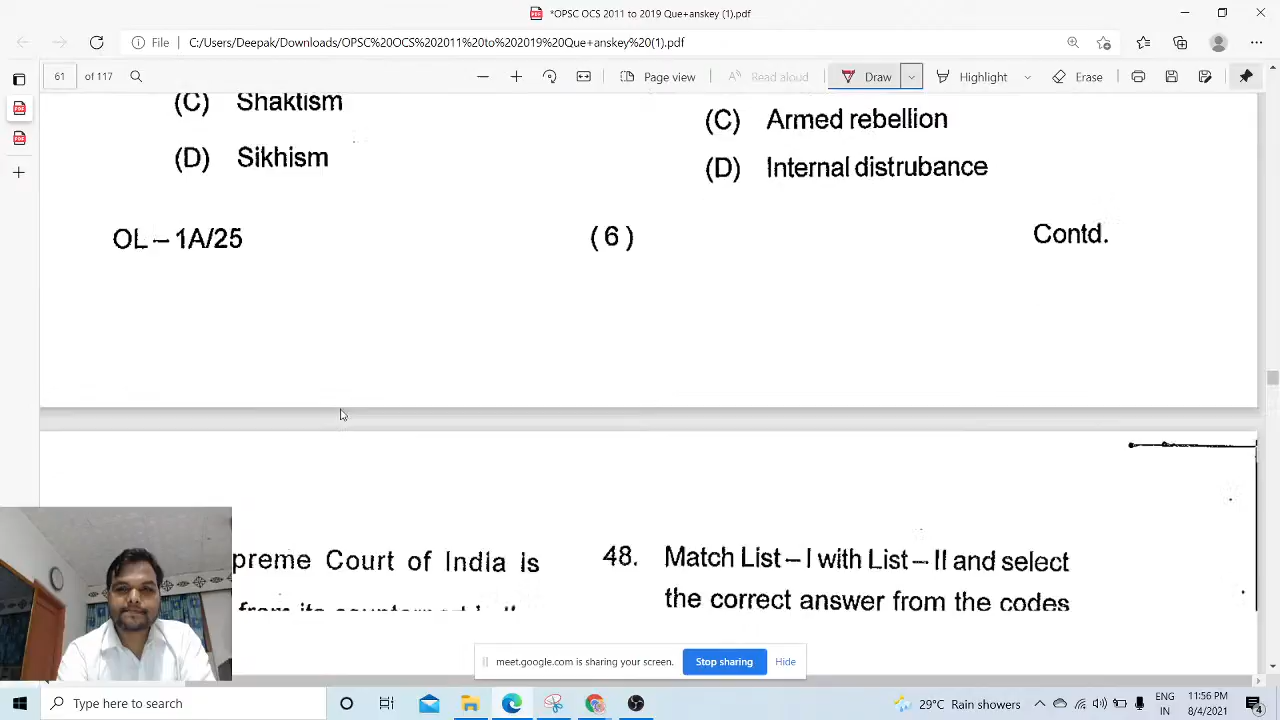 *OPSC OCS 2011 to 2019 Que+anskey (1).pdf
File
C:/Users/Deepak/Downloads/OPSC%20OCS%202011%20to%202019%20Que+anskey%20(1).pdf
61 of 117
Page view
Read aloud
Draw
Highlight
Erase
(C) Shaktism
(D) Sikhism
(C) Armed rebellion
(D) Internal distrubance
OL – 1A/25
( 6 )
Contd.
preme Court of India is
from its
48. Match List – I with List – II and select
the correct answer from the codes
meet.google.com is sharing your screen.
Stop sharing
Hide
Type here to search
29°C Rain showers
ENG
IN
11:56 PM
8/4/2021
4